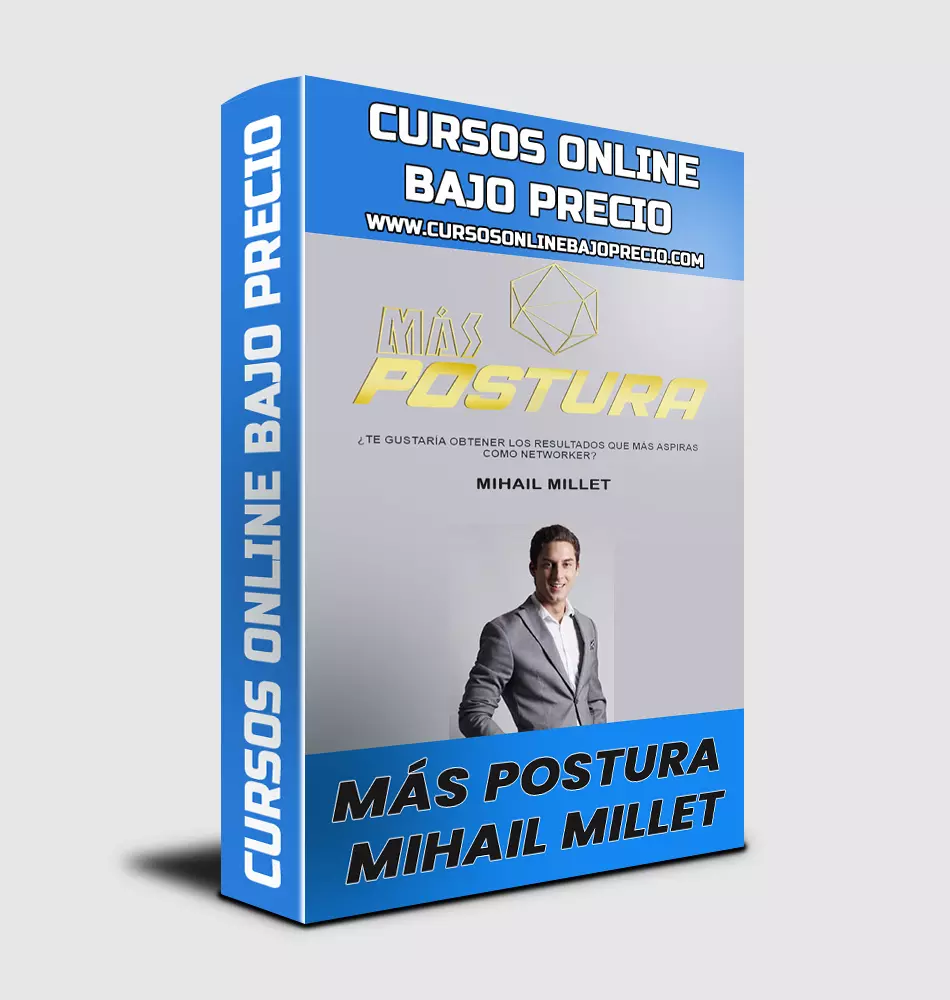 CURSOS ONLINE BAJO PRECIO
CURSOS ONLINE
BAJO PRECIO
WWW.CURSOSONLINEBAJOPRECIO.COM
MÁS
POSTURA
¿TE GUSTARÍA OBTENER LOS RESULTADOS QUE MÁS ASPIRAS
COMO NETWORKER?
MIHAIL MILLET
MÁS POSTURA
MIHAIL MILLET